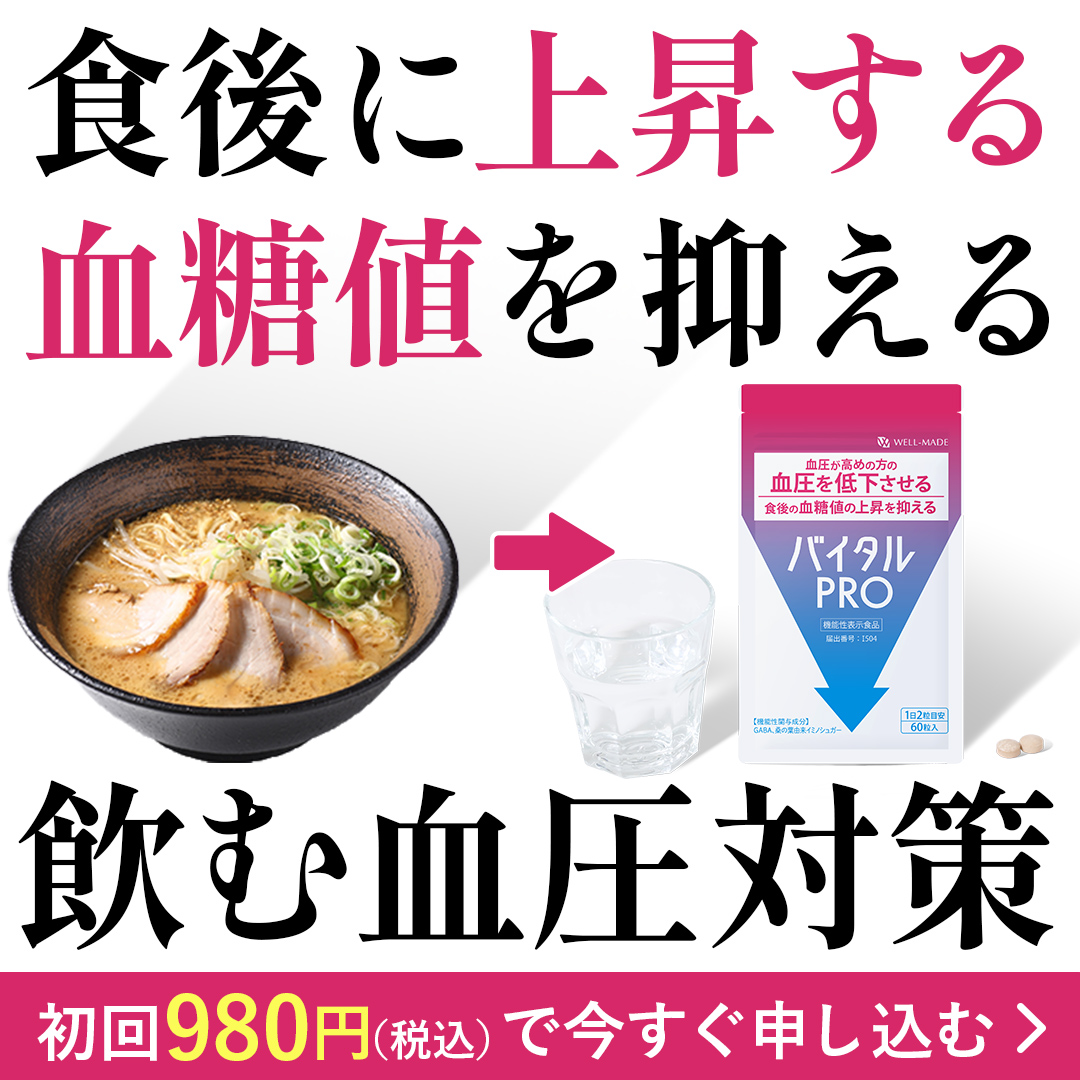 食後に上昇する
血糖値を抑える
WELL-MADE
血圧が高めの方の
血圧を低下させる
食後の血糖値の上昇を抑える
バイタル
PRO
機能性表示食品
届出番号：I504
【機能性関与成分】
GABA、桑の葉由来イミノシュガー
1日2粒目安
60粒入
飲む血圧対策
初回980円(税込)で今すぐ申し込む